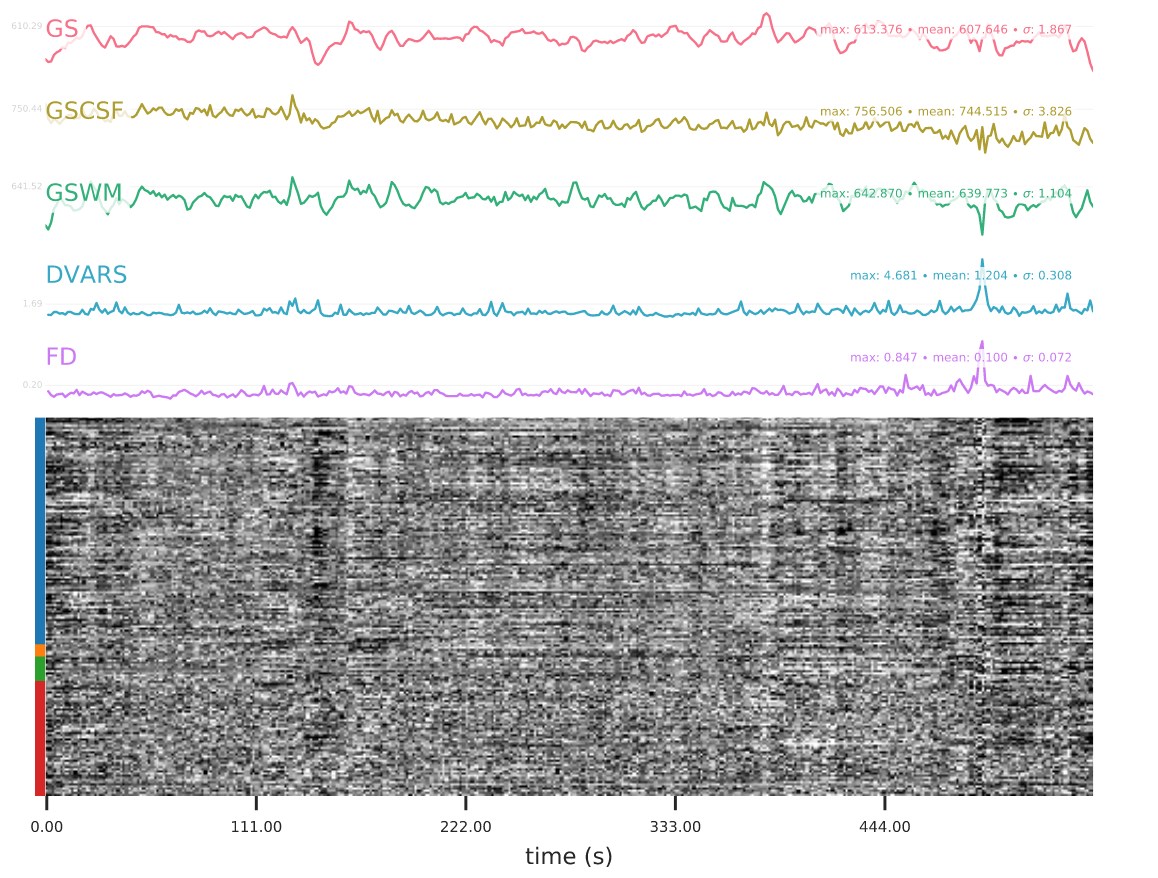 610.29 GS max: 613.376 • mean: 607.646 • σ: 1.867
750.44 GSCSF max: 756.506 • mean: 744.515 • σ: 3.826
641.52 GSWM max: 642.870 • mean: 639.773 • σ: 1.104
DVARS max: 4.681 • mean: 1.204 • σ: 0.308
1.69
FD max: 0.847 • mean: 0.100 • σ: 0.072
0.20
0.00 111.00 222.00 333.00 444.00
time (s)